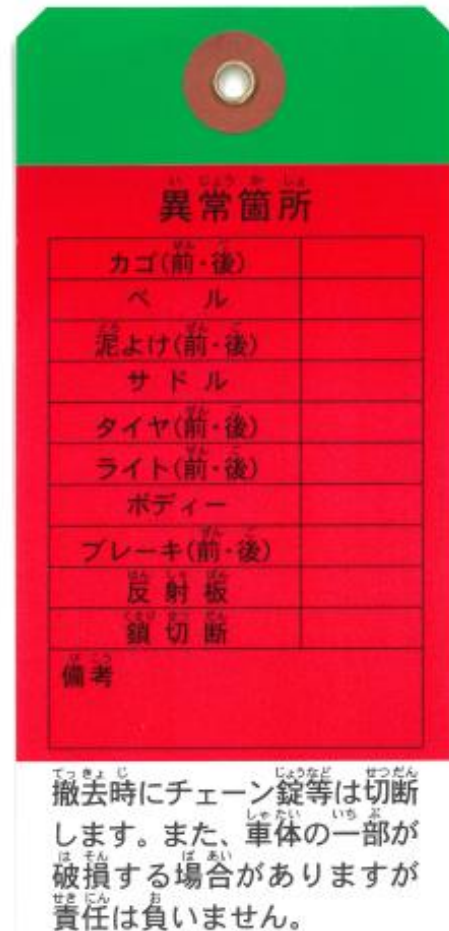 異常箇所
カゴ(前・後)
ベル
泥よけ(前・後)
サドル
タイヤ(前・後)
ライト(前・後)
ボディー
ブレーキ(前・後)
反射板
鎖切断
備考
撤去時にチェーン錠等は切断
します。また、車体の一部が
破損する場合がありますが
責任は負いません。